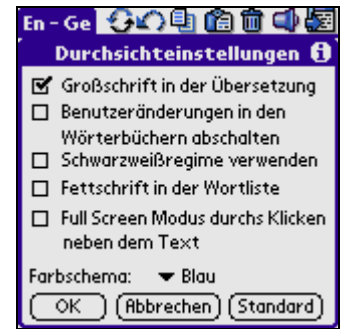 En - Ge
Durchsichteinstellungen
Großschrift in der Übersetzung
Benutzeränderungen in den
Wörterbüchern abschalten
Schwarzweißregime verwenden
Fettschrift in der Wortliste
Full Screen Modus durchs Klicken
neben dem Text
Farbschema: Blau
OK Abbrechen Standard